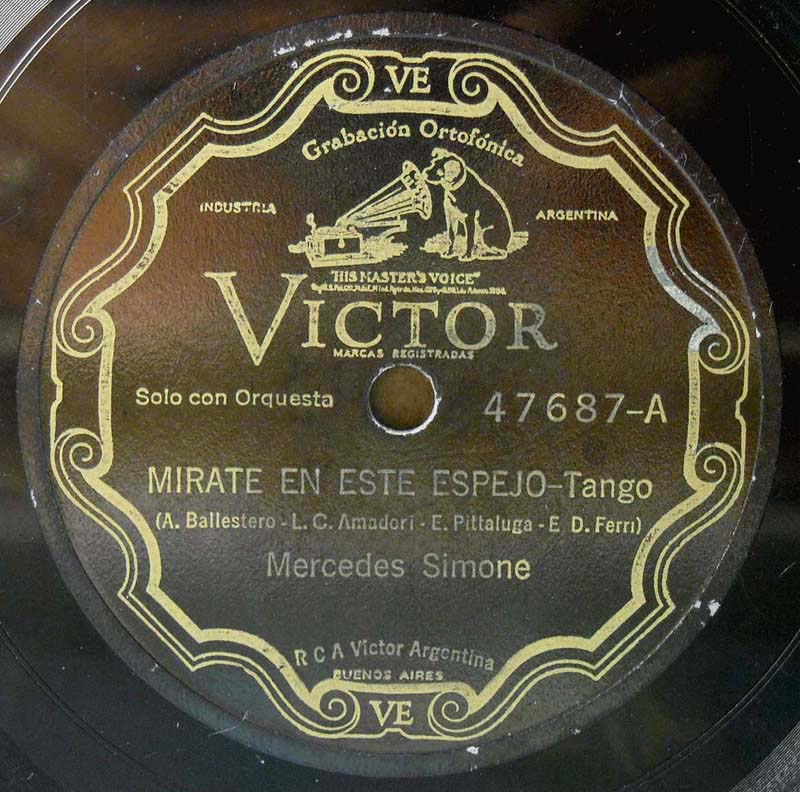 VE
Grabación Ortofónica
INDUSTRIA
ARGENTINA
"HIS MASTER'S VOICE"
VICTOR
MARCAS REGISTRADAS
Solo con Orquesta
47687-A
MIRATE EN ESTE ESPEJO-Tango
(A. Ballestero - L. C. Amadori - E. Pittaluga - E D. Ferri)
Mercedes Simone
R C A Victor Argentina
BUENOS AIRES
VE